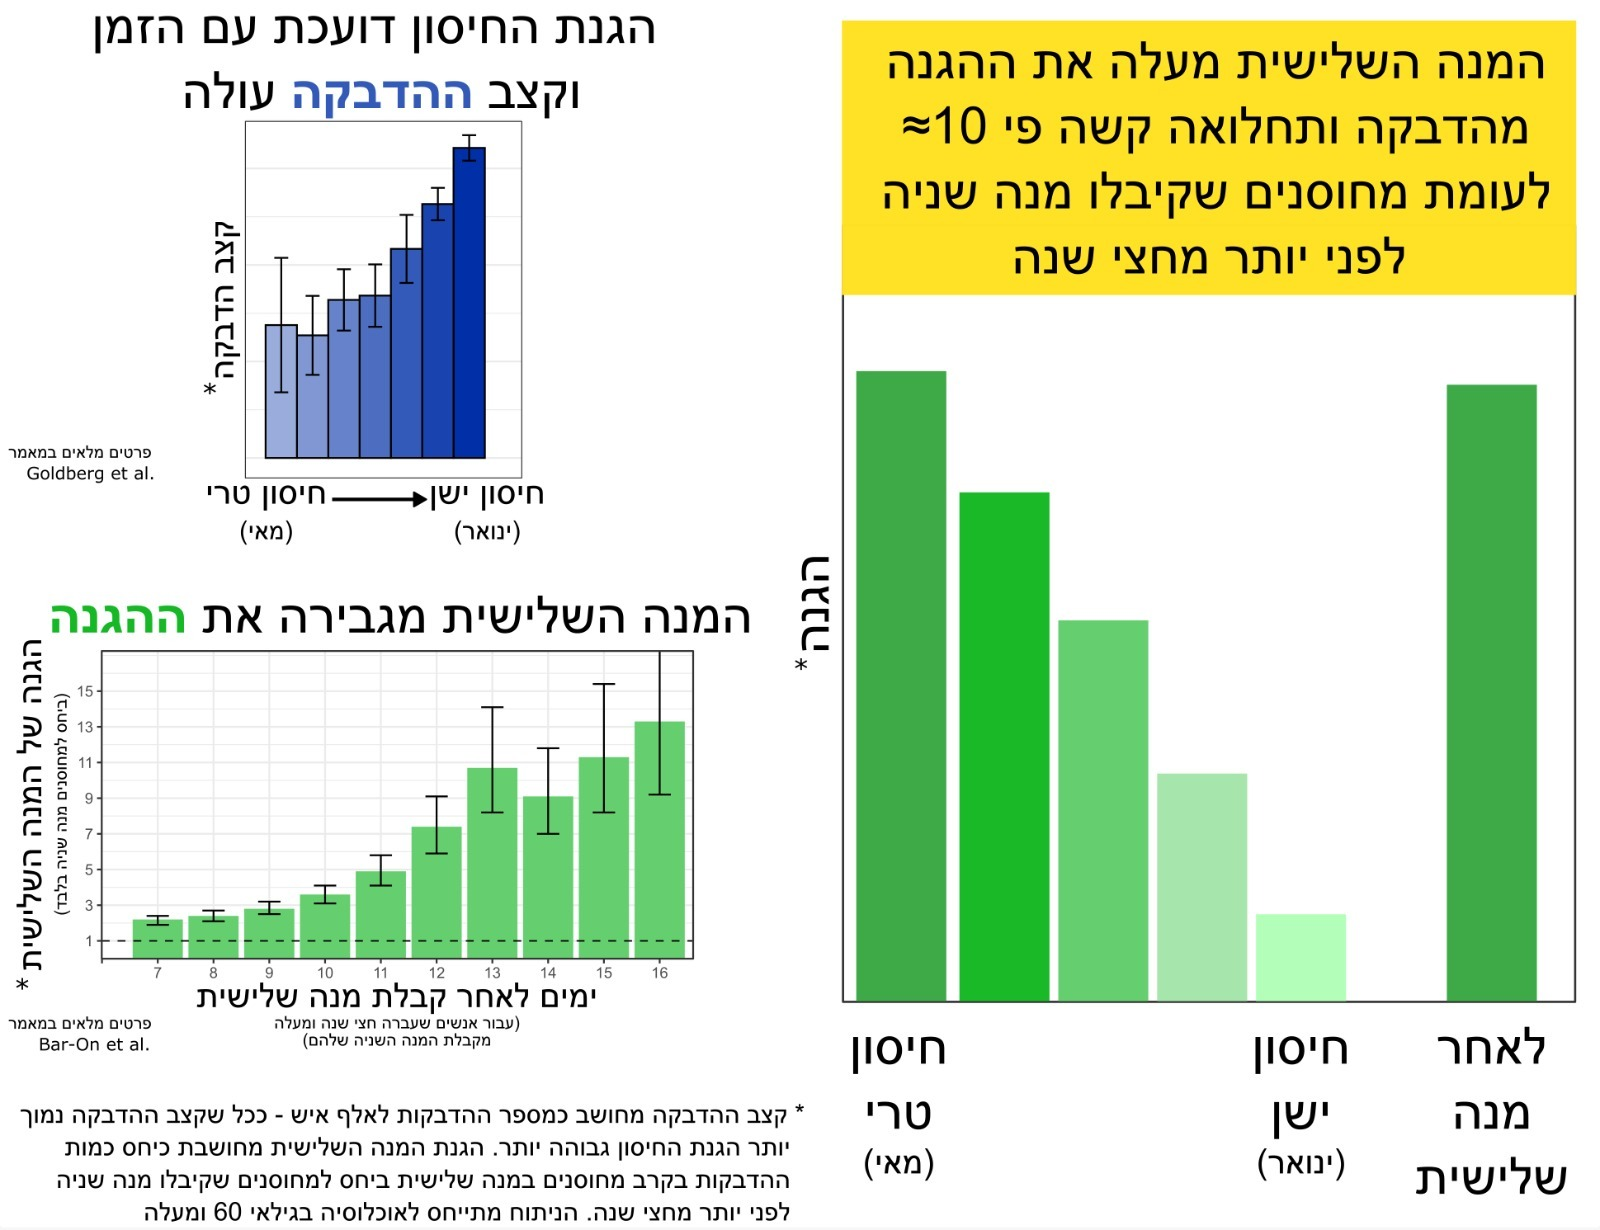 הגנת החיסון דועכת עם הזמן
וקצב ההדבקה עולה
קצב הדבקה*
פרטים מלאים במאמר
Goldberg et al.
חיסון טרי
חיסון ישן
(מאי)
(ינואר)
המנה השלישית מגבירה את ההגנה
הגנה של המנה השלישית*
(ביחס למחוסנים מנה שניה בלבד)
15
13
11
9
7
5
3
1
7 8 9 10 11 12 13 14 15 16
ימים לאחר קבלת מנה שלישית
(עבור אנשים שעברה חצי שנה ומעלה
מקבלת המנה השניה שלהם)
פרטים מלאים במאמר
Bar-On et al.
* קצב ההדבקה מחושב כמספר ההדבקות לאלף איש - ככל שקצב ההדבקה נמוך
יותר הגנת החיסון גבוהה יותר. הגנת המנה השלישית מחושבת כיחס כמות
ההדבקות בקרב מחוסנים במנה שלישית ביחס למחוסנים שקיבלו מנה שניה
לפני יותר מחצי שנה. הניתוח מתייחס לאוכלוסיה בגילאי 60 ומעלה
המנה השלישית מעלה את ההגנה
מהדבקה ותחלואה קשה פי 10≈
לעומת מחוסנים שקיבלו מנה שניה
לפני יותר מחצי שנה
הגנה*
חיסון
טרי
(מאי)
חיסון
ישן
(ינואר)
לאחר
מנה
שלישית